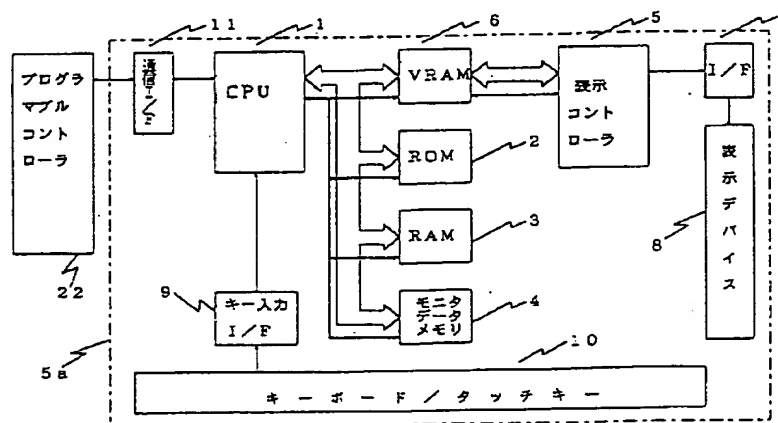 11
1
6
5
プログラ
マブル
コント
ローラ
通信I/F
CPU
VRAM
表示
コント
ローラ
I/F
ROM
2
RAM
3
表示デバイス
8
22
9
キー入力
I/F
モニタ
データ
メモリ
4
5a
10
キーボード/タッチキー